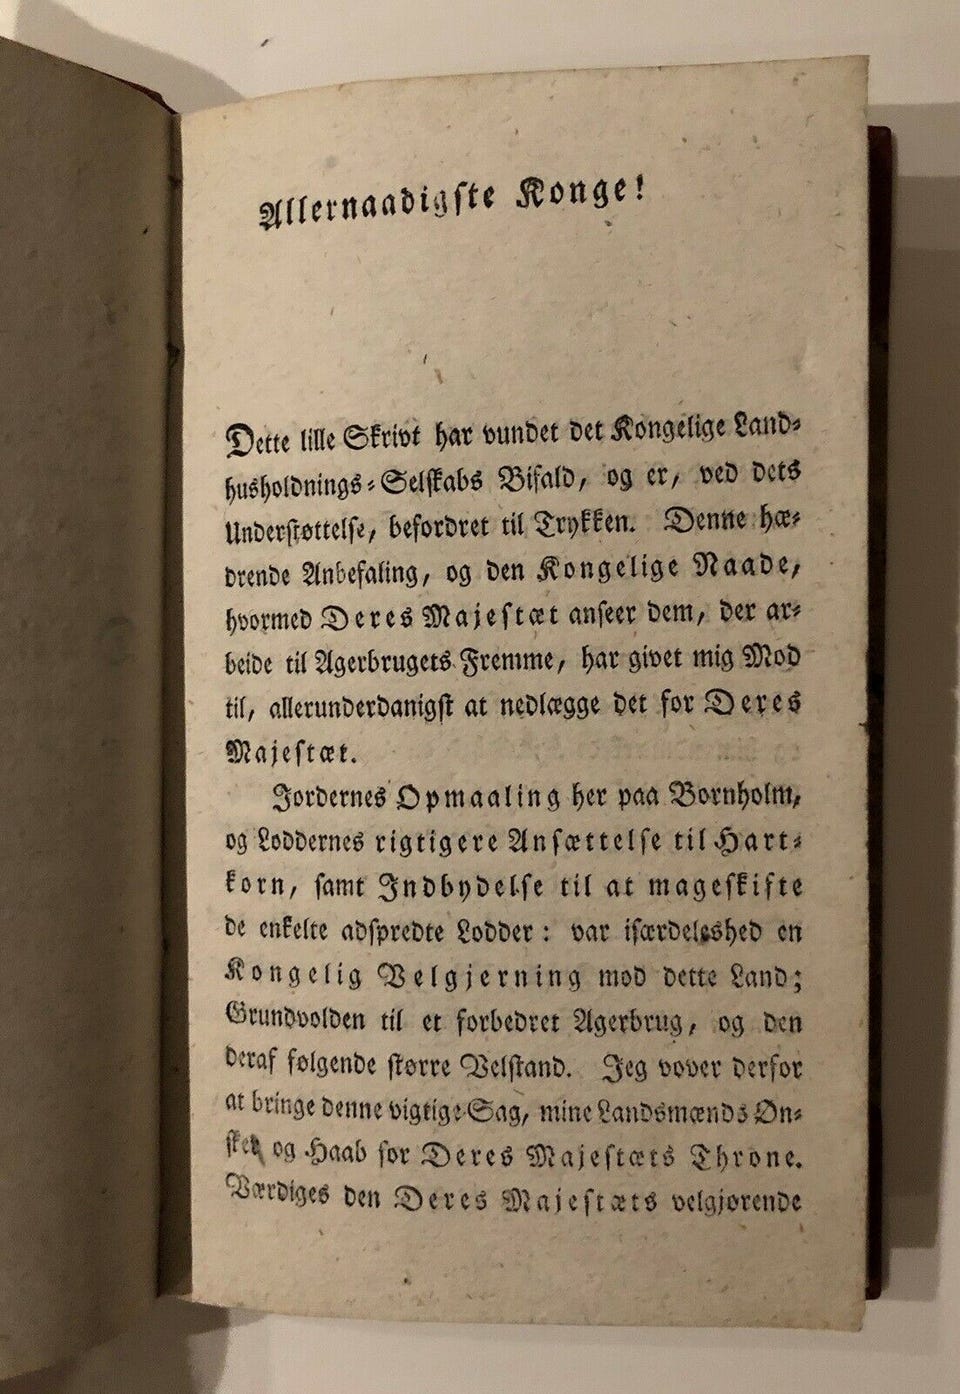 Allernaadigste Konge!
Dette lille Skrivt har vundet det Kongelige Land-
husholdnings-Selskabs Bifald, og er, ved dets
Understøttelse, befordret til Trykken. Denne hæ-
drende Anbefaling, og den Kongelige Naade,
hvormed Deres Majestæt anseer dem, der ar-
beide til Agerbrugets Fremme, har givet mig Mod
til, allerunderdanigst at nedlægge det for Deres
Majestæt.
Jordernes Opmaaling her paa Bornholm,
og Loddernes rigtigere Ansættelse til Hart-
korn, samt Indbydelse til at mageskifte
de enkelte adspredte Lodder: var isærdeleshed en
Kongelig Velgjerning mod dette Land;
Grundvolden til et forbedret Agerbrug, og den
deraf følgende større Velstand. Jeg vover derfor
at bringe denne vigtige Sag, mine Landsmænds Øn-
sker og Haab for Deres Majestæts Throne.
Værdiges den Deres Majestæts velgjørende